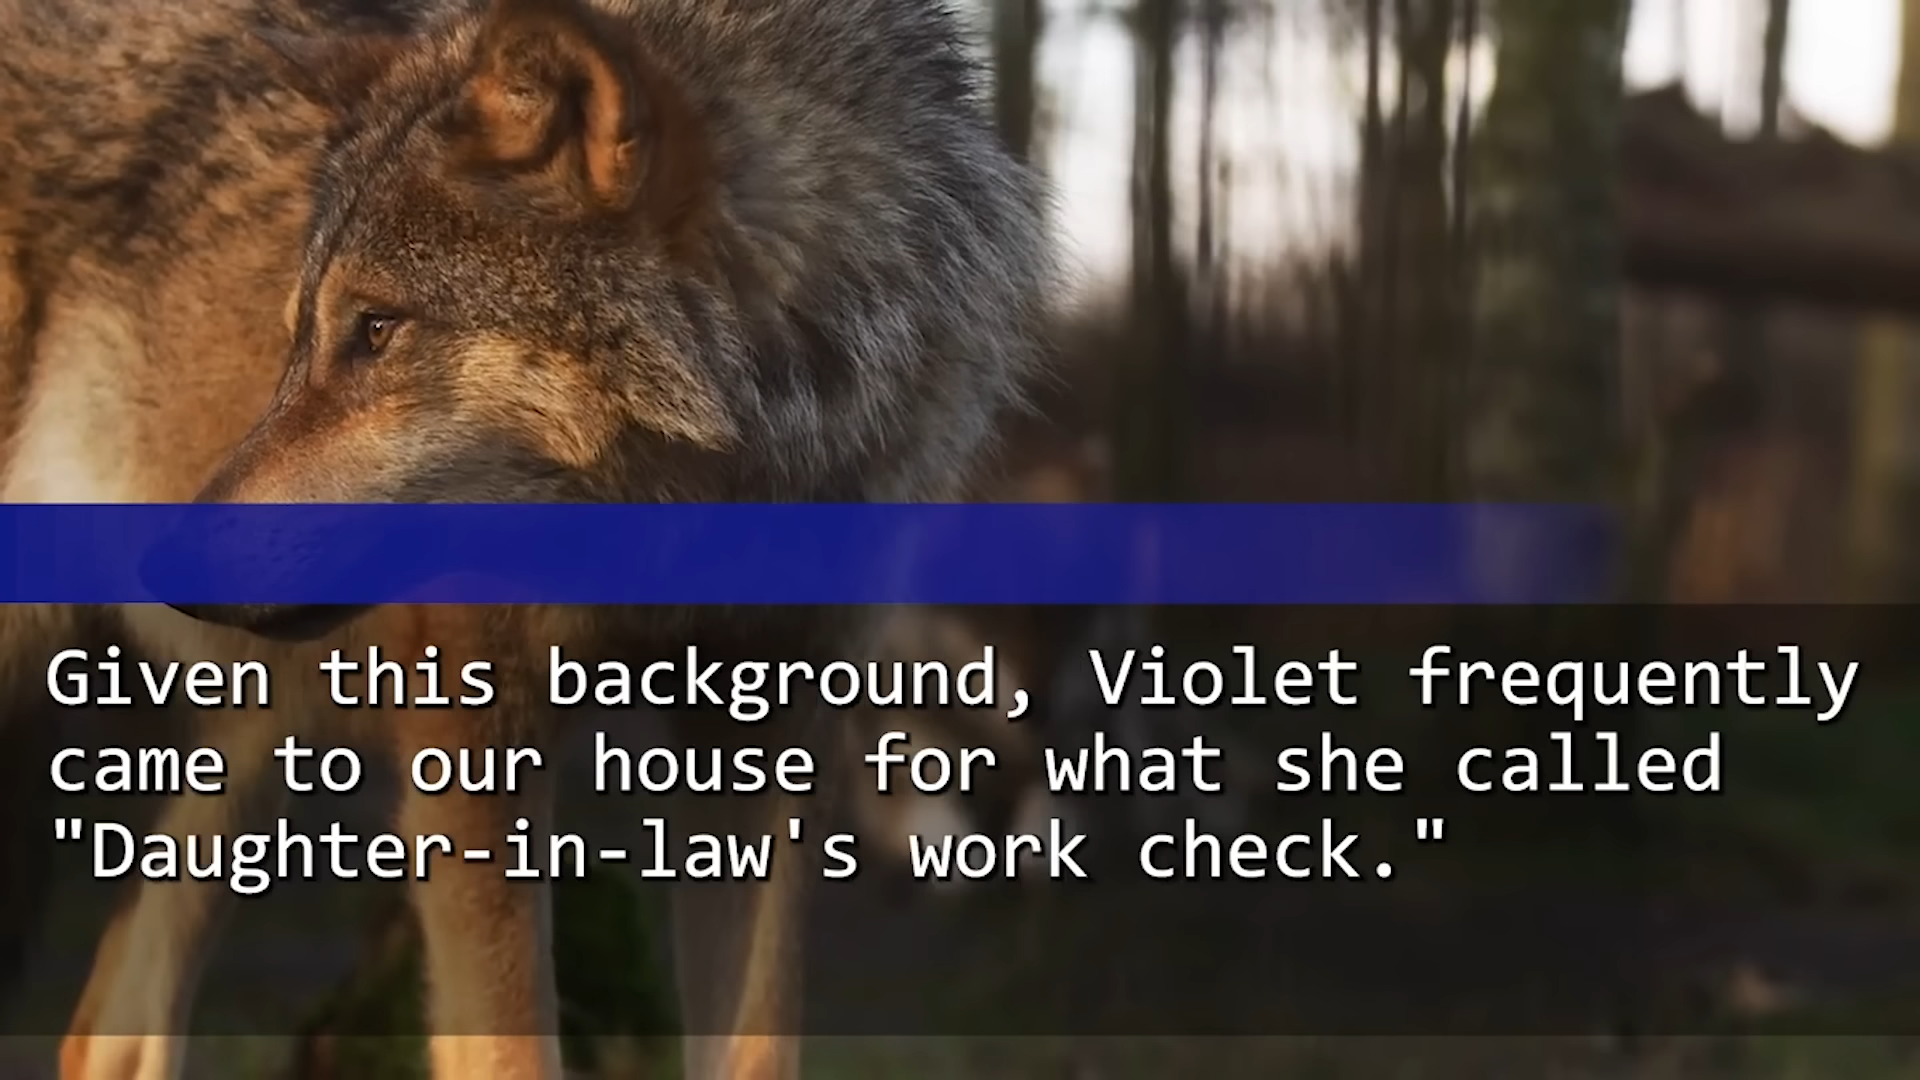 Given this background, Violet frequently
came to our house for what she called
"Daughter-in-law's work check."